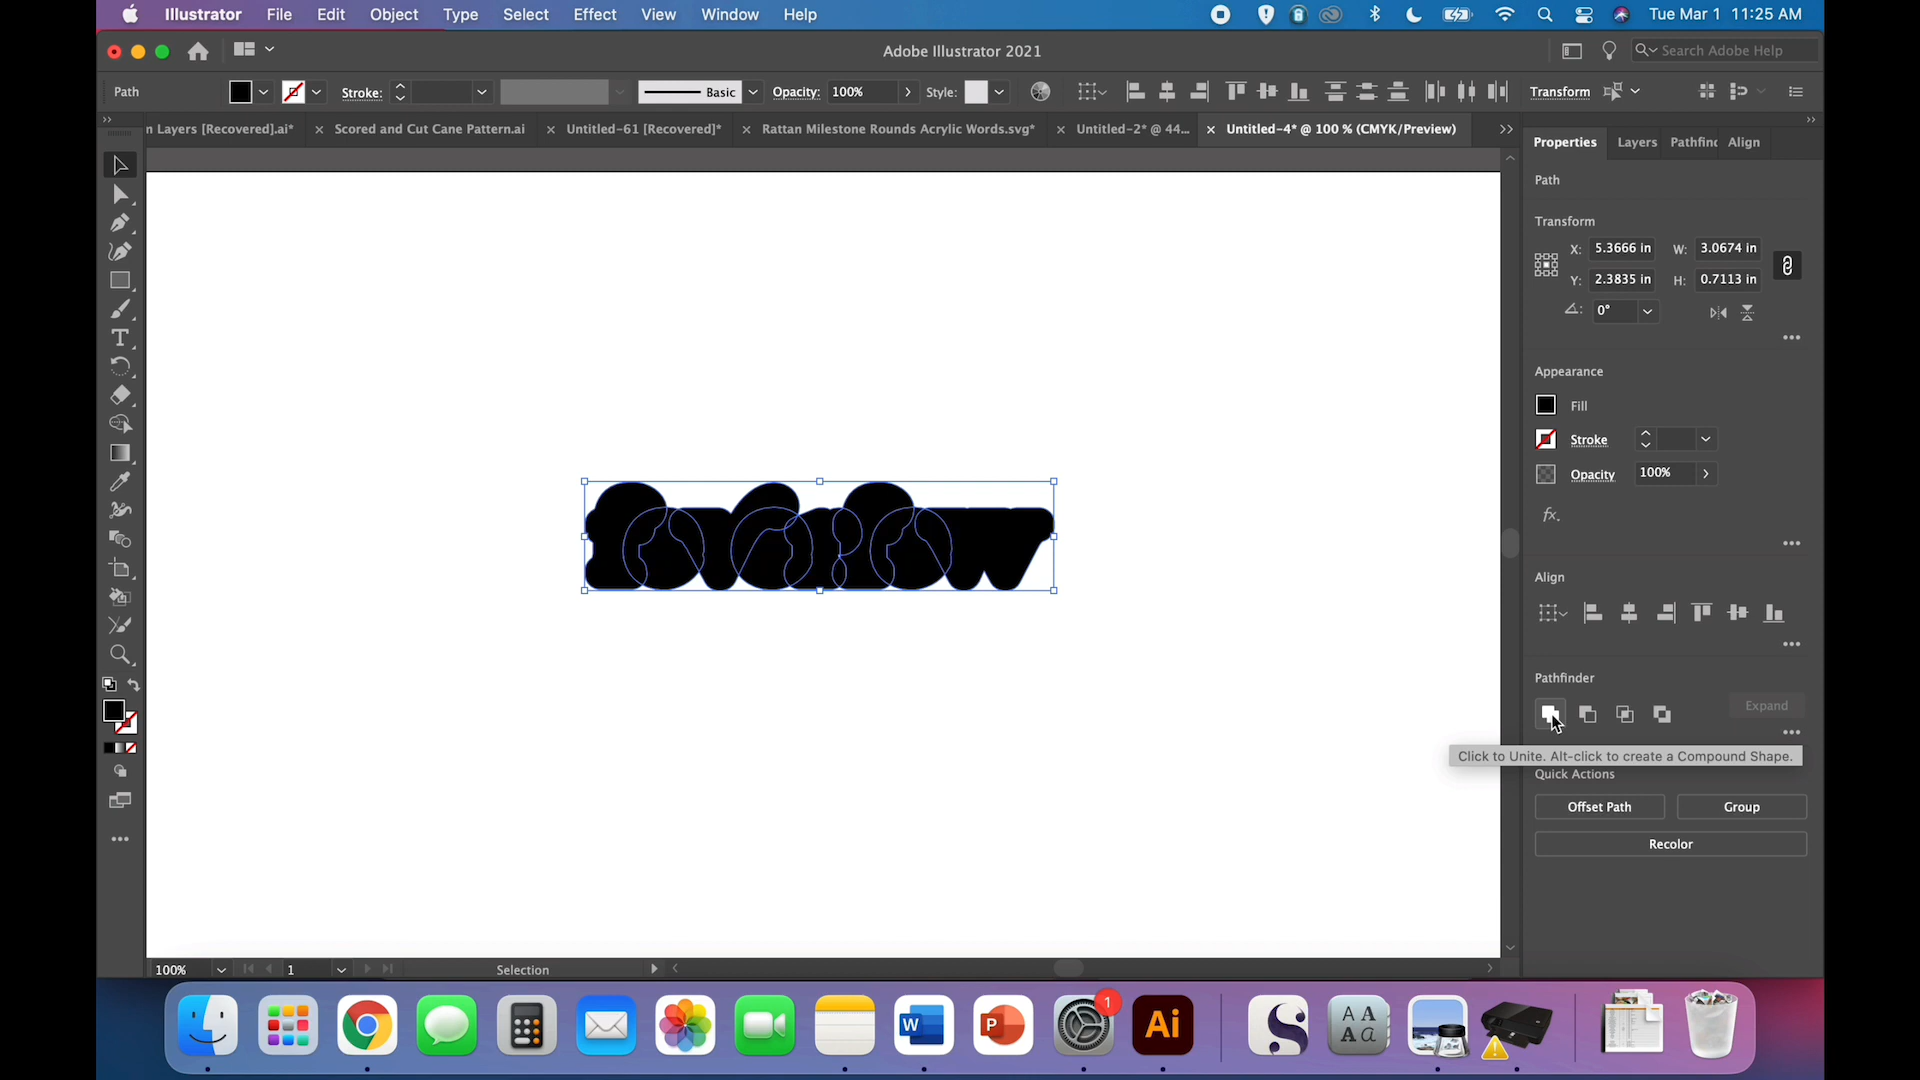 Illustrator File Edit Object Type Select Effect View Window Help
Tue Mar 1 11:25 AM
Adobe Illustrator 2021
Search Adobe Help
Path
Stroke:
Basic
Opacity: 100%
Style:
Transform
n Layers [Recovered].ai*
Scored and Cut Cane Pattern.ai
Untitled-61 [Recovered]*
Rattan Milestone Rounds Acrylic Words.svg*
Untitled-2* @ 44...
Untitled-4* @ 100 % (CMYK/Preview)
Properties Layers Pathfinc Align
Path
Transform
X: 5.3666 in W: 3.0674 in
Y: 2.3835 in H: 0.7113 in
0°
Appearance
Fill
Stroke
Opacity 100%
fx.
Align
Pathfinder
Expand
Click to Unite. Alt-click to create a Compound Shape.
Quick Actions
Offset Path Group
Recolor
100% 1 Selection
1
W
P
Ai
A A
A a